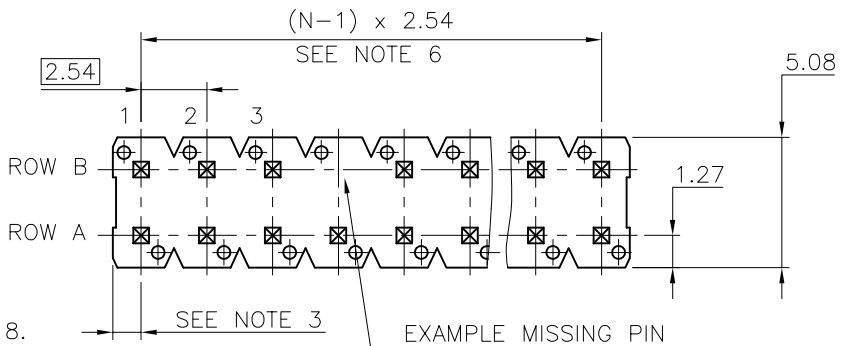 (N-1) x 2.54
SEE NOTE 6
2.54
5.08
1 2 3
ROW B
1.27
ROW A
SEE NOTE 3
8.
EXAMPLE MISSING PIN